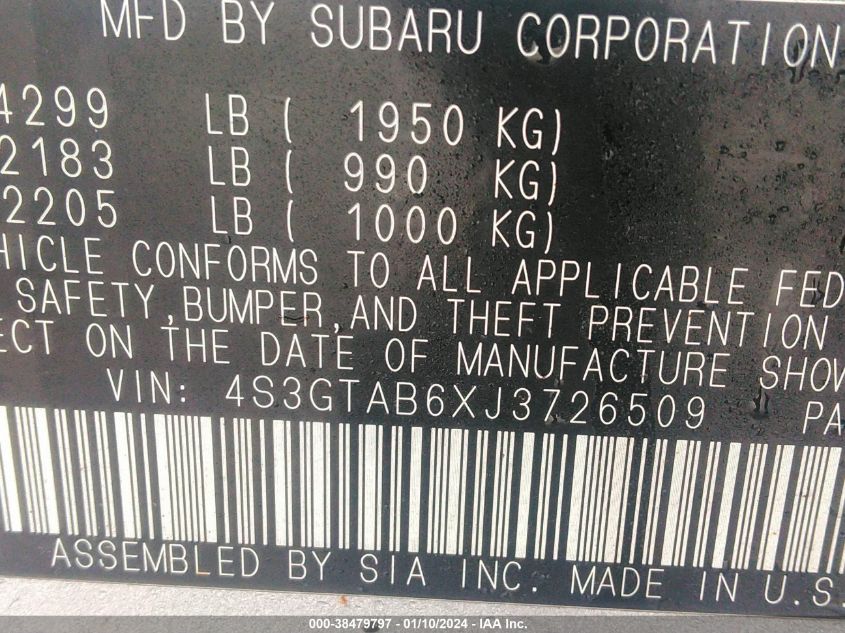 MFD BY SUBARU CORPORATION
4299 LB ( 1950 KG)
2183 LB ( 990 KG)
2205 LB ( 1000 KG)
HICLE CONFORMS TO ALL APPLICABLE FED
SAFETY,BUMPER,AND THEFT PREVENTION
ECT ON THE DATE OF MANUFACTURE SHOW
VIN: 4S3GTAB6XJ3726509 PA
ASSEMBLED BY SIA INC. MADE IN U.S.
000-38479797 - 01/10/2024 - IAA Inc.